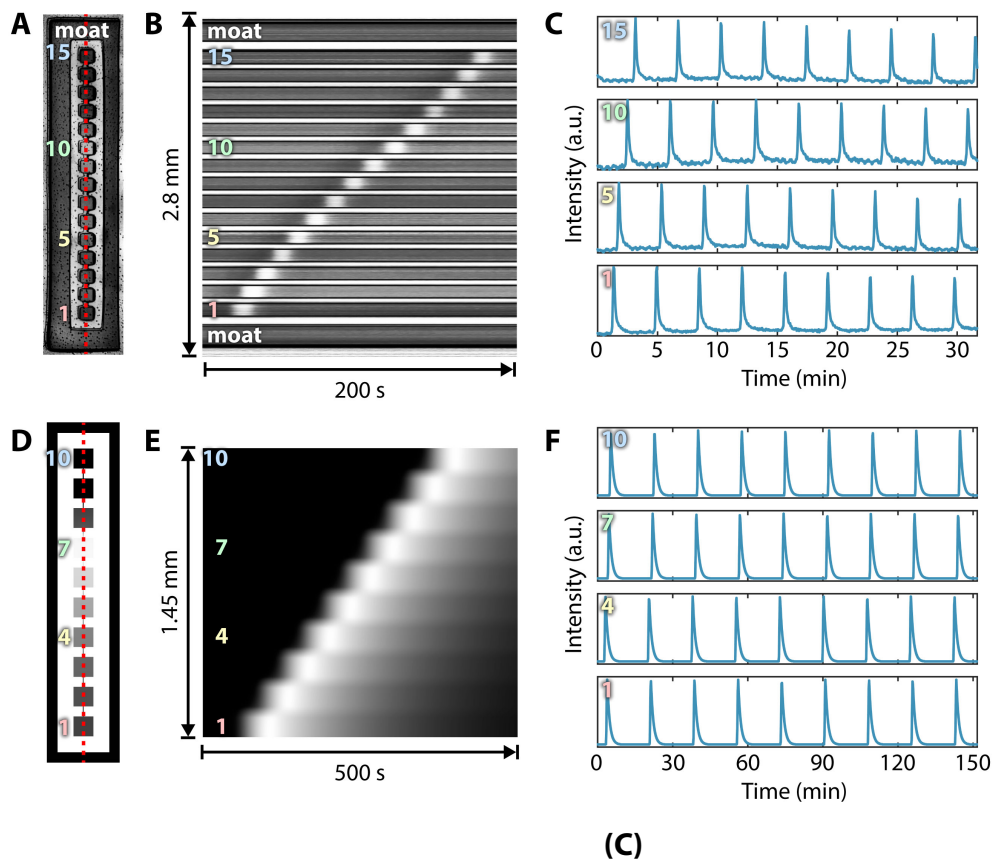 A
moat
15
10
5
1
B
moat
15
10
5
1
moat
2.8 mm
200 s
C
15
10
5
1
Intensity (a.u.)
0 5 10 15 20 25 30
Time (min)
D
10
7
4
1
E
10
7
4
1
1.45 mm
500 s
F
10
7
4
1
Intensity (a.u.)
0 30 60 90 120 150
Time (min)
(C)